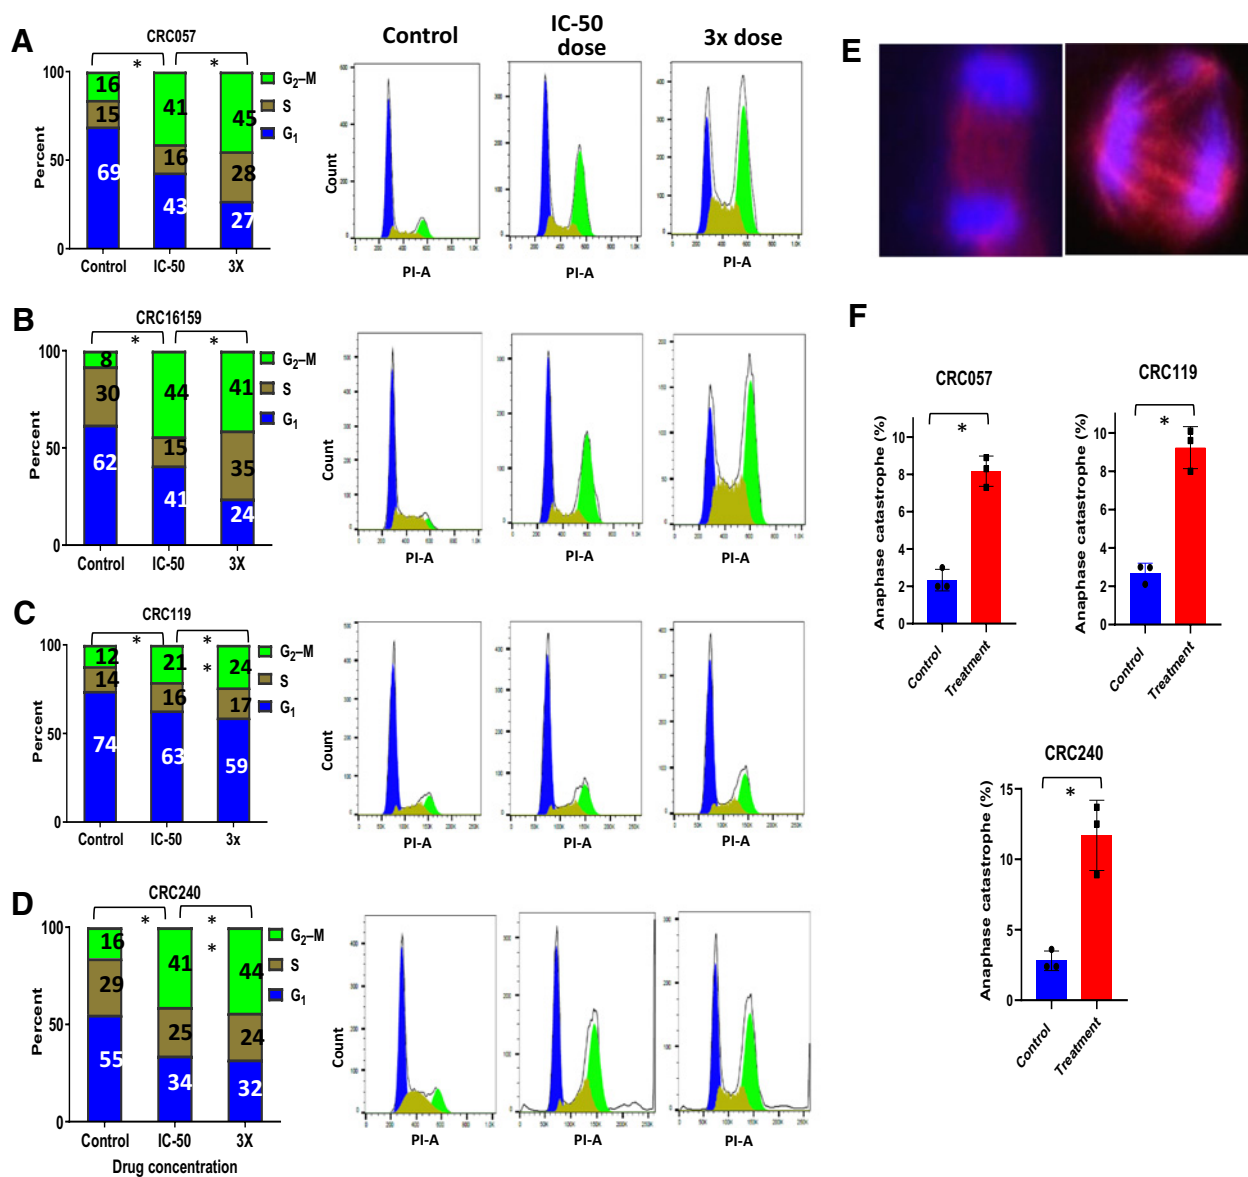 A
CRC057
*
*
Percent
100
50
0
16
15
69
41
16
43
45
28
27
Control
IC-50
3X
G2–M
S
G1
Control
IC-50
dose
3x dose
Count
PI-A
PI-A
PI-A
B
CRC16159
*
*
Percent
100
50
0
8
30
62
44
15
41
41
35
24
Control
IC-50
3X
G2–M
S
G1
Count
PI-A
PI-A
PI-A
C
CRC119
*
*
*
Percent
100
50
0
12
14
74
21
16
63
24
17
59
Control
IC-50
3x
G2–M
S
G1
Count
PI-A
PI-A
PI-A
D
CRC240
*
*
*
Percent
100
50
0
16
29
55
41
25
34
44
24
32
Control
IC-50
3X
Drug concentration
G2–M
S
G1
Count
PI-A
PI-A
PI-A
E
F
CRC057
*
Anaphase catastrophe (%)
10
8
6
4
2
0
Control
Treatment
CRC119
*
Anaphase catastrophe (%)
10
8
6
4
2
0
Control
Treatment
CRC240
*
Anaphase catastrophe (%)
15
10
5
0
Control
Treatment